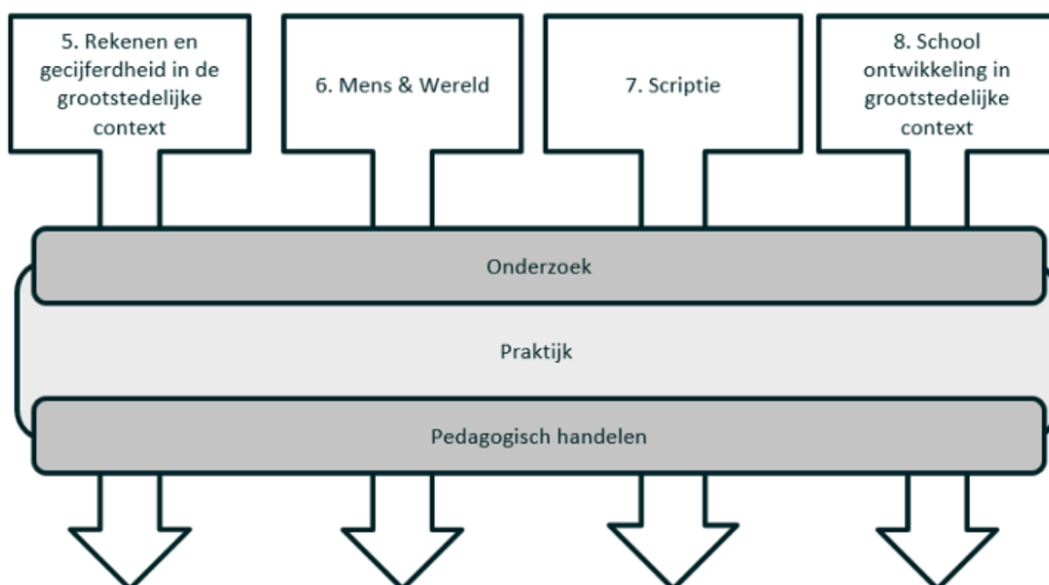 5. Rekenen en
gecijferdheid in de
grootstedelijke
context
6. Mens & Wereld
7. Scriptie
8. School
ontwikkeling in
grootstedelijke
context
Onderzoek
Praktijk
Pedagogisch handelen